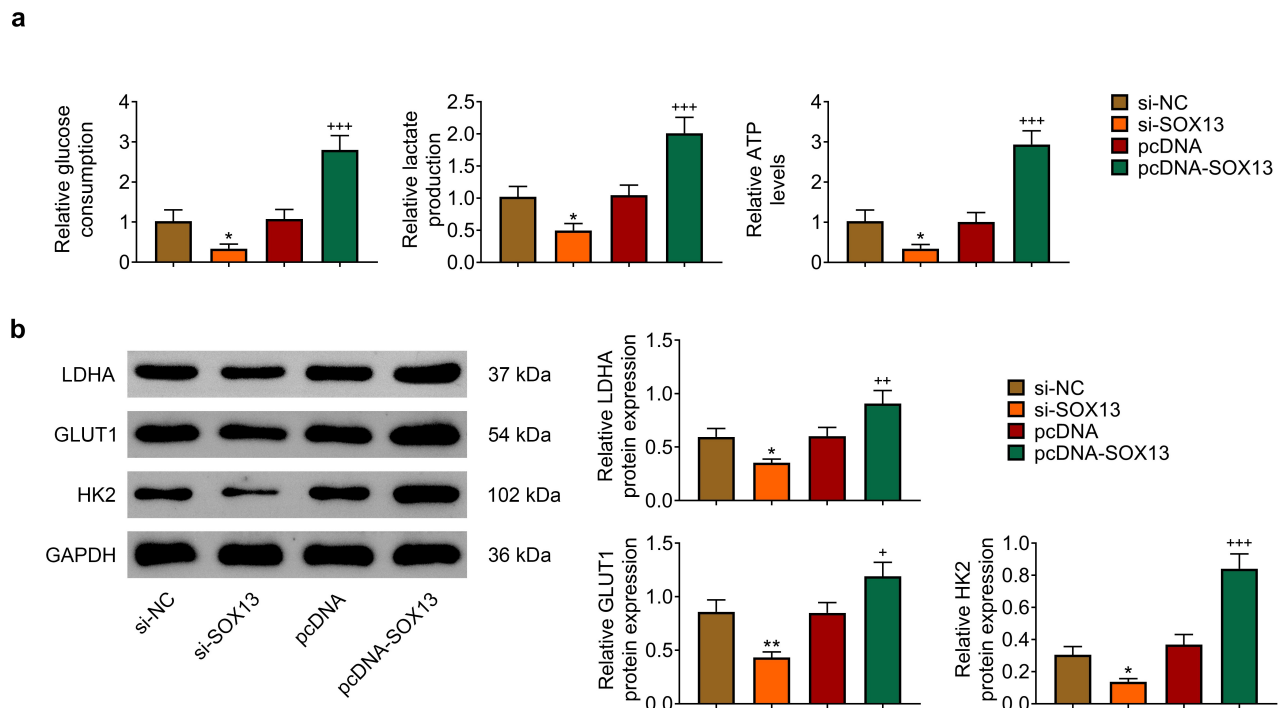 a
Relative glucose
consumption
4
3
2
1
0
*
+++
Relative lactate
production
2.5
2.0
1.5
1.0
0.5
0.0
*
+++
Relative ATP
levels
4
3
2
1
0
*
+++
si-NC
si-SOX13
pcDNA
pcDNA-SOX13
b
LDHA 37 kDa
GLUT1 54 kDa
HK2 102 kDa
GAPDH 36 kDa
si-NC
si-SOX13
pcDNA
pcDNA-SOX13
Relative LDHA
protein expression
1.5
1.0
0.5
0.0
*
++
si-NC
si-SOX13
pcDNA
pcDNA-SOX13
Relative GLUT1
protein expression
1.5
1.0
0.5
0.0
**
+
Relative HK2
protein expression
1.0
0.8
0.6
0.4
0.2
0.0
*
+++